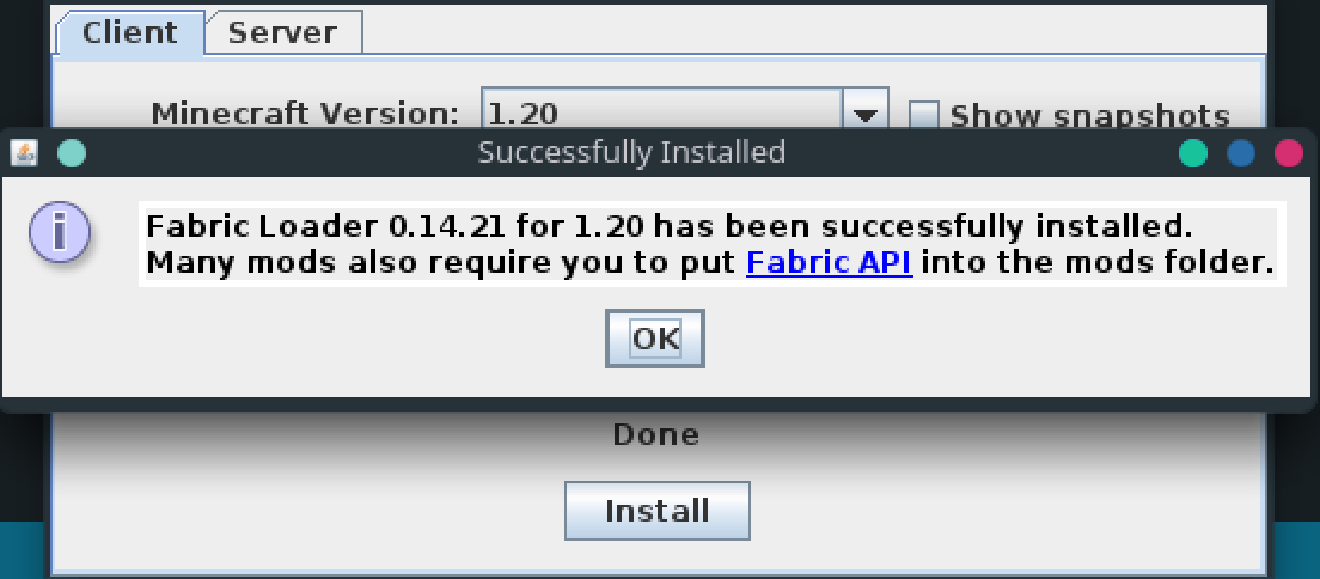 Client Server
Minecraft Version: 1.20 Show snapshots
Successfully Installed
Fabric Loader 0.14.21 for 1.20 has been successfully installed.
Many mods also require you to put Fabric API into the mods folder.
OK
Done
Install